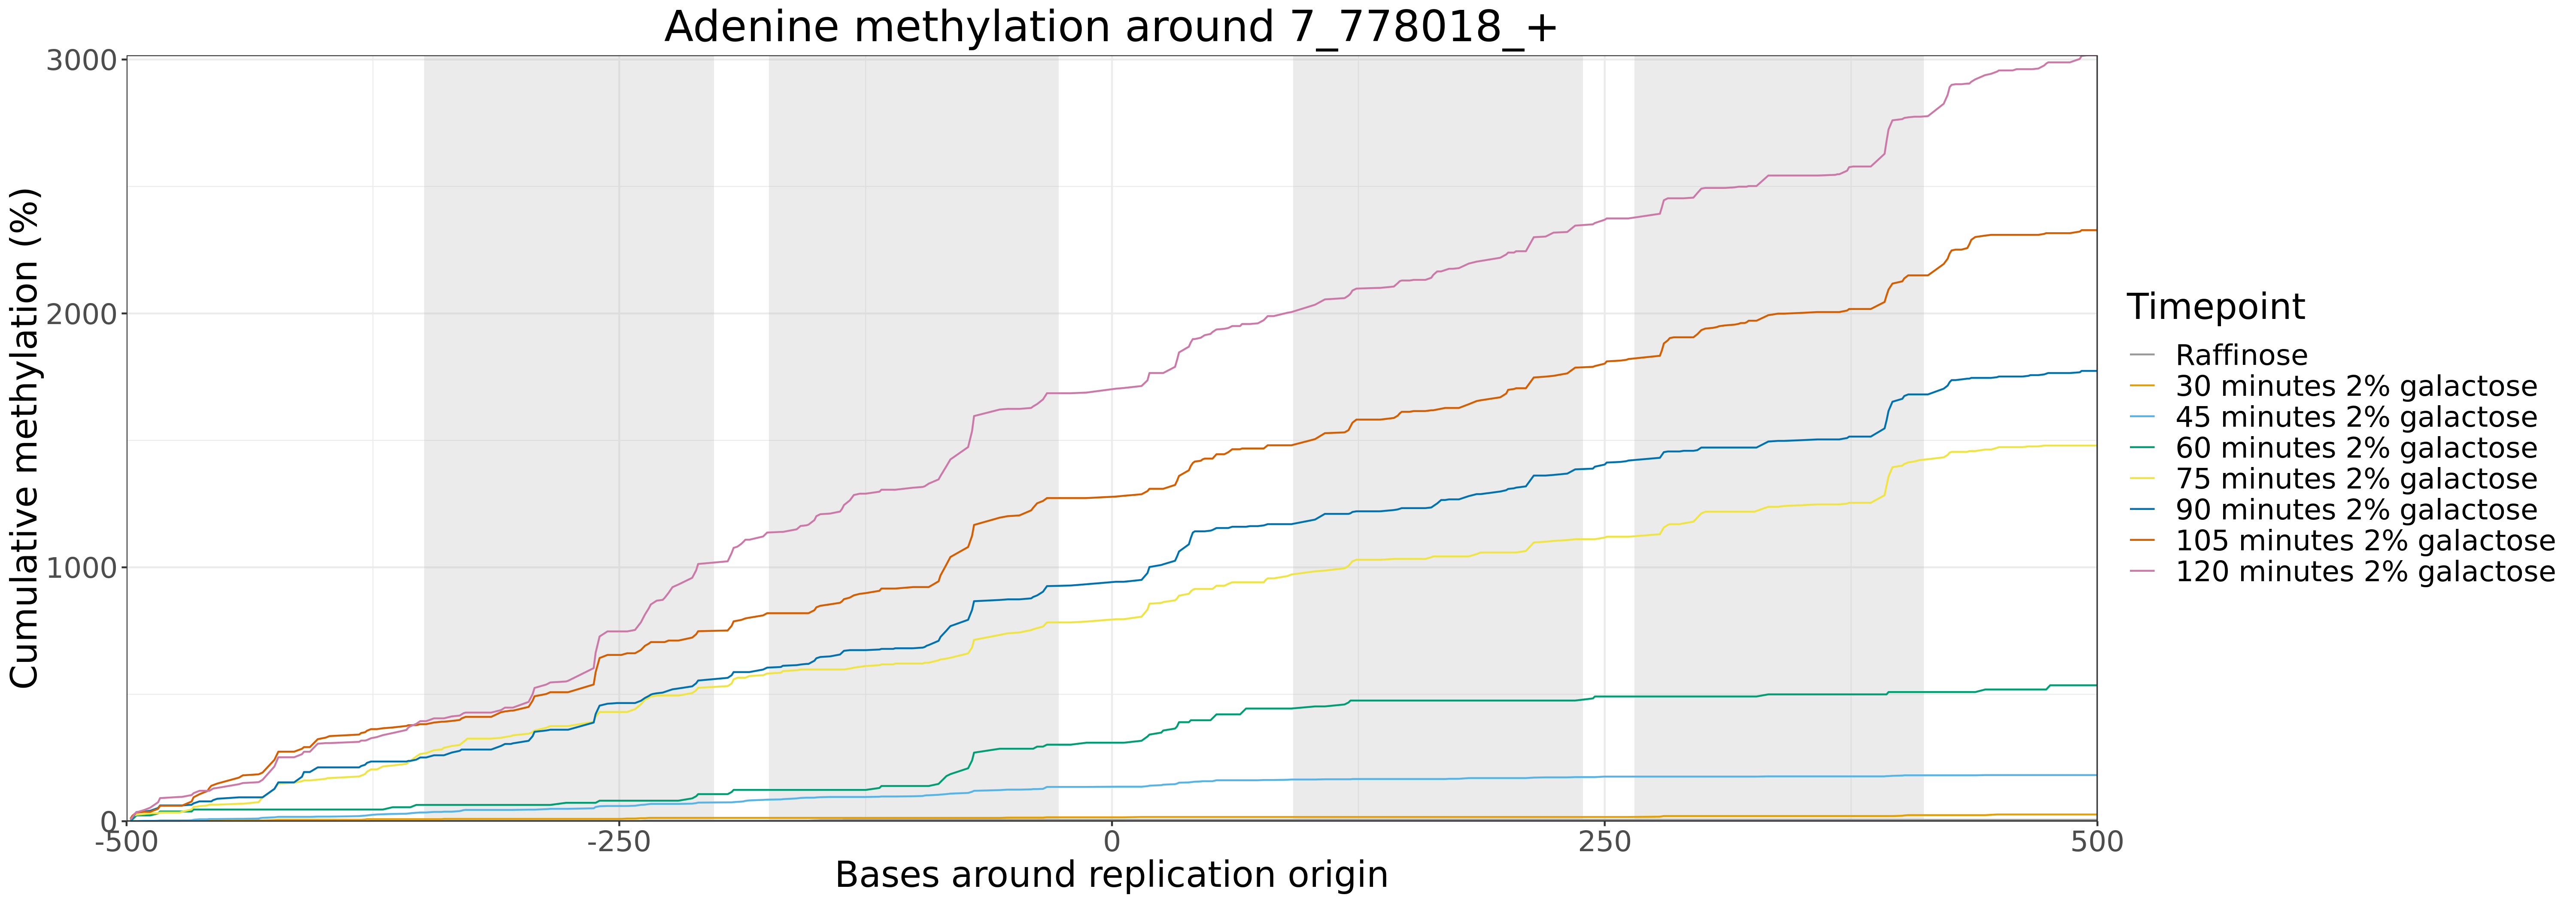 Adenine methylation around 7_778018_+
Cumulative methylation (%)
3000
2000
1000
0
-500
-250
0
250
500
Bases around replication origin
Timepoint
Raffinose
30 minutes 2% galactose
45 minutes 2% galactose
60 minutes 2% galactose
75 minutes 2% galactose
90 minutes 2% galactose
105 minutes 2% galactose
120 minutes 2% galactose